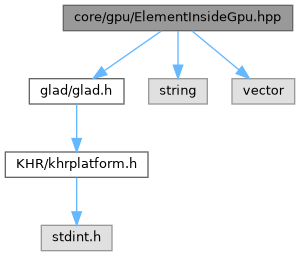 core/gpu/ElementInsideGpu.hpp
glad/glad.h
string
vector
KHR/khrplatform.h
stdint.h